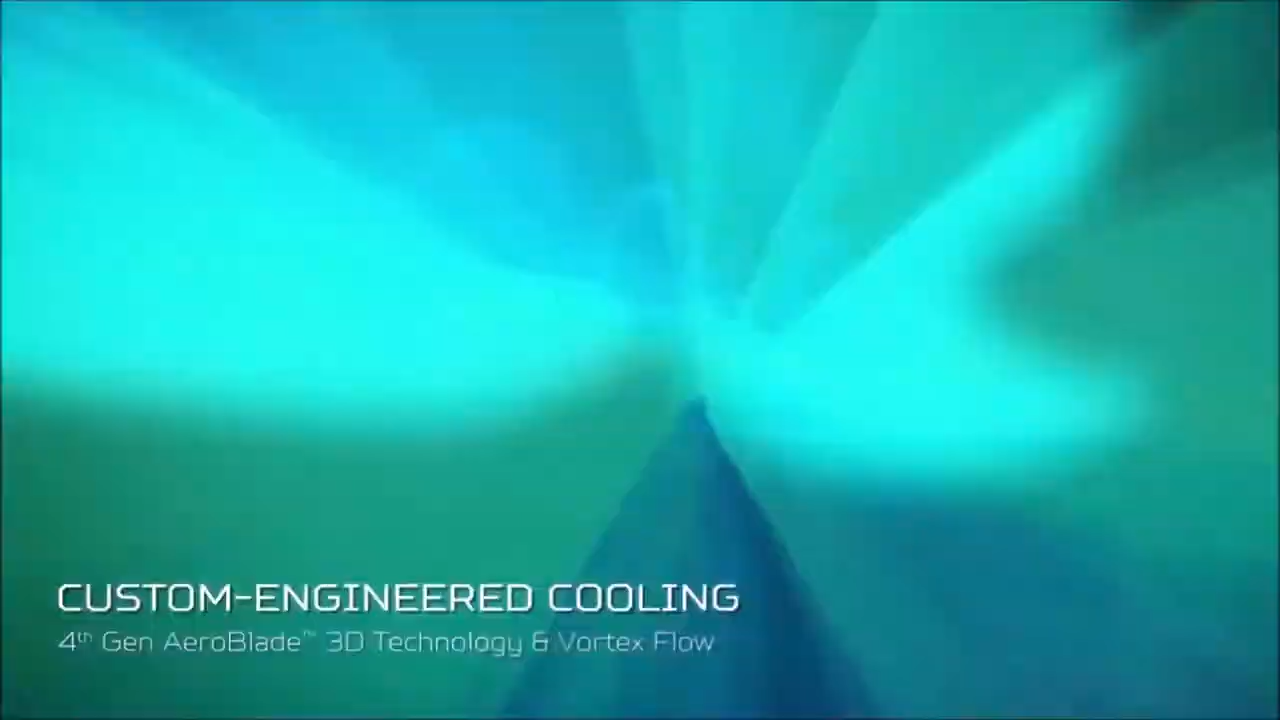 CUSTOM-ENGINEERED COOLING
4th Gen AeroBlade™ 3D Technology & Vortex Flow